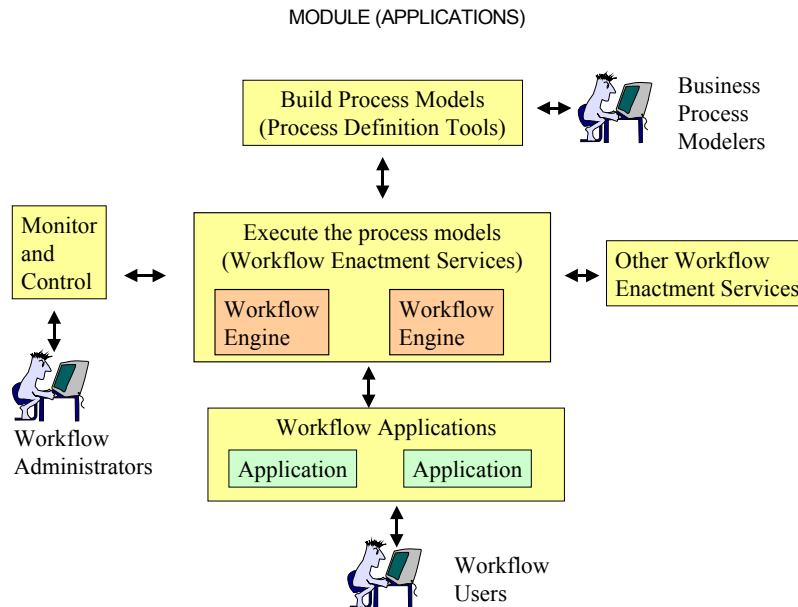 MODULE (APPLICATIONS)
Build Process Models
(Process Definition Tools)
Business
Process
Modelers
Monitor
and
Control
Execute the process models
(Workflow Enactment Services)
Workflow
Engine
Workflow
Engine
Other Workflow
Enactment Services
Workflow
Administrators
Workflow Applications
Application
Application
Workflow
Users